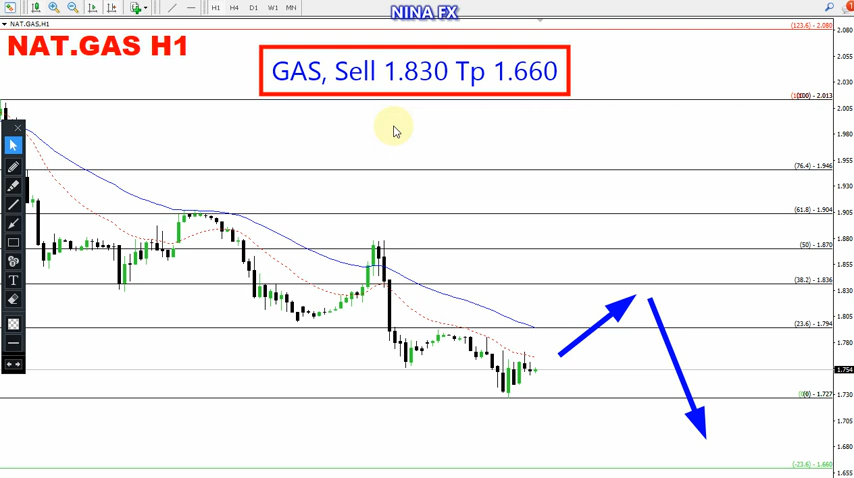 H1 H4 D1 W1 MN
NINA FX
NAT.GAS.H1
NAT.GAS H1
GAS, Sell 1.830 Tp 1.660
(123.6) - 2.080
(100) - 2.013
(76.4) - 1.946
(61.8) - 1.904
(50) - 1.870
(38.2) - 1.836
(23.6) - 1.794
(0) - 1.727
(-23.6) - 1.660
2.080
2.055
2.030
2.005
1.980
1.955
1.930
1.905
1.880
1.855
1.830
1.805
1.780
1.754
1.730
1.705
1.680
1.655
T